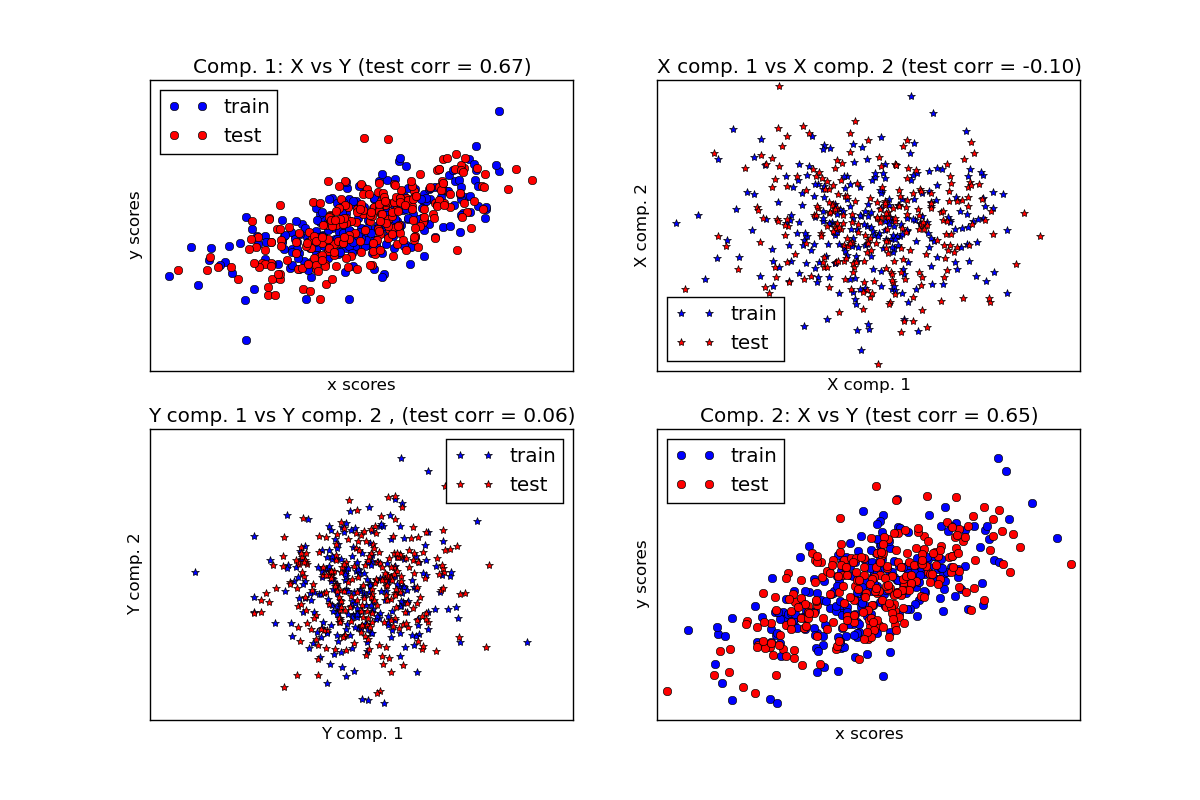 Comp. 1: X vs Y (test corr = 0.67)
train
test
y scores
x scores
X comp. 1 vs X comp. 2 (test corr = -0.10)
X comp. 2
train
test
X comp. 1
Y comp. 1 vs Y comp. 2 , (test corr = 0.06)
train
test
Y comp. 2
Y comp. 1
Comp. 2: X vs Y (test corr = 0.65)
train
test
y scores
x scores